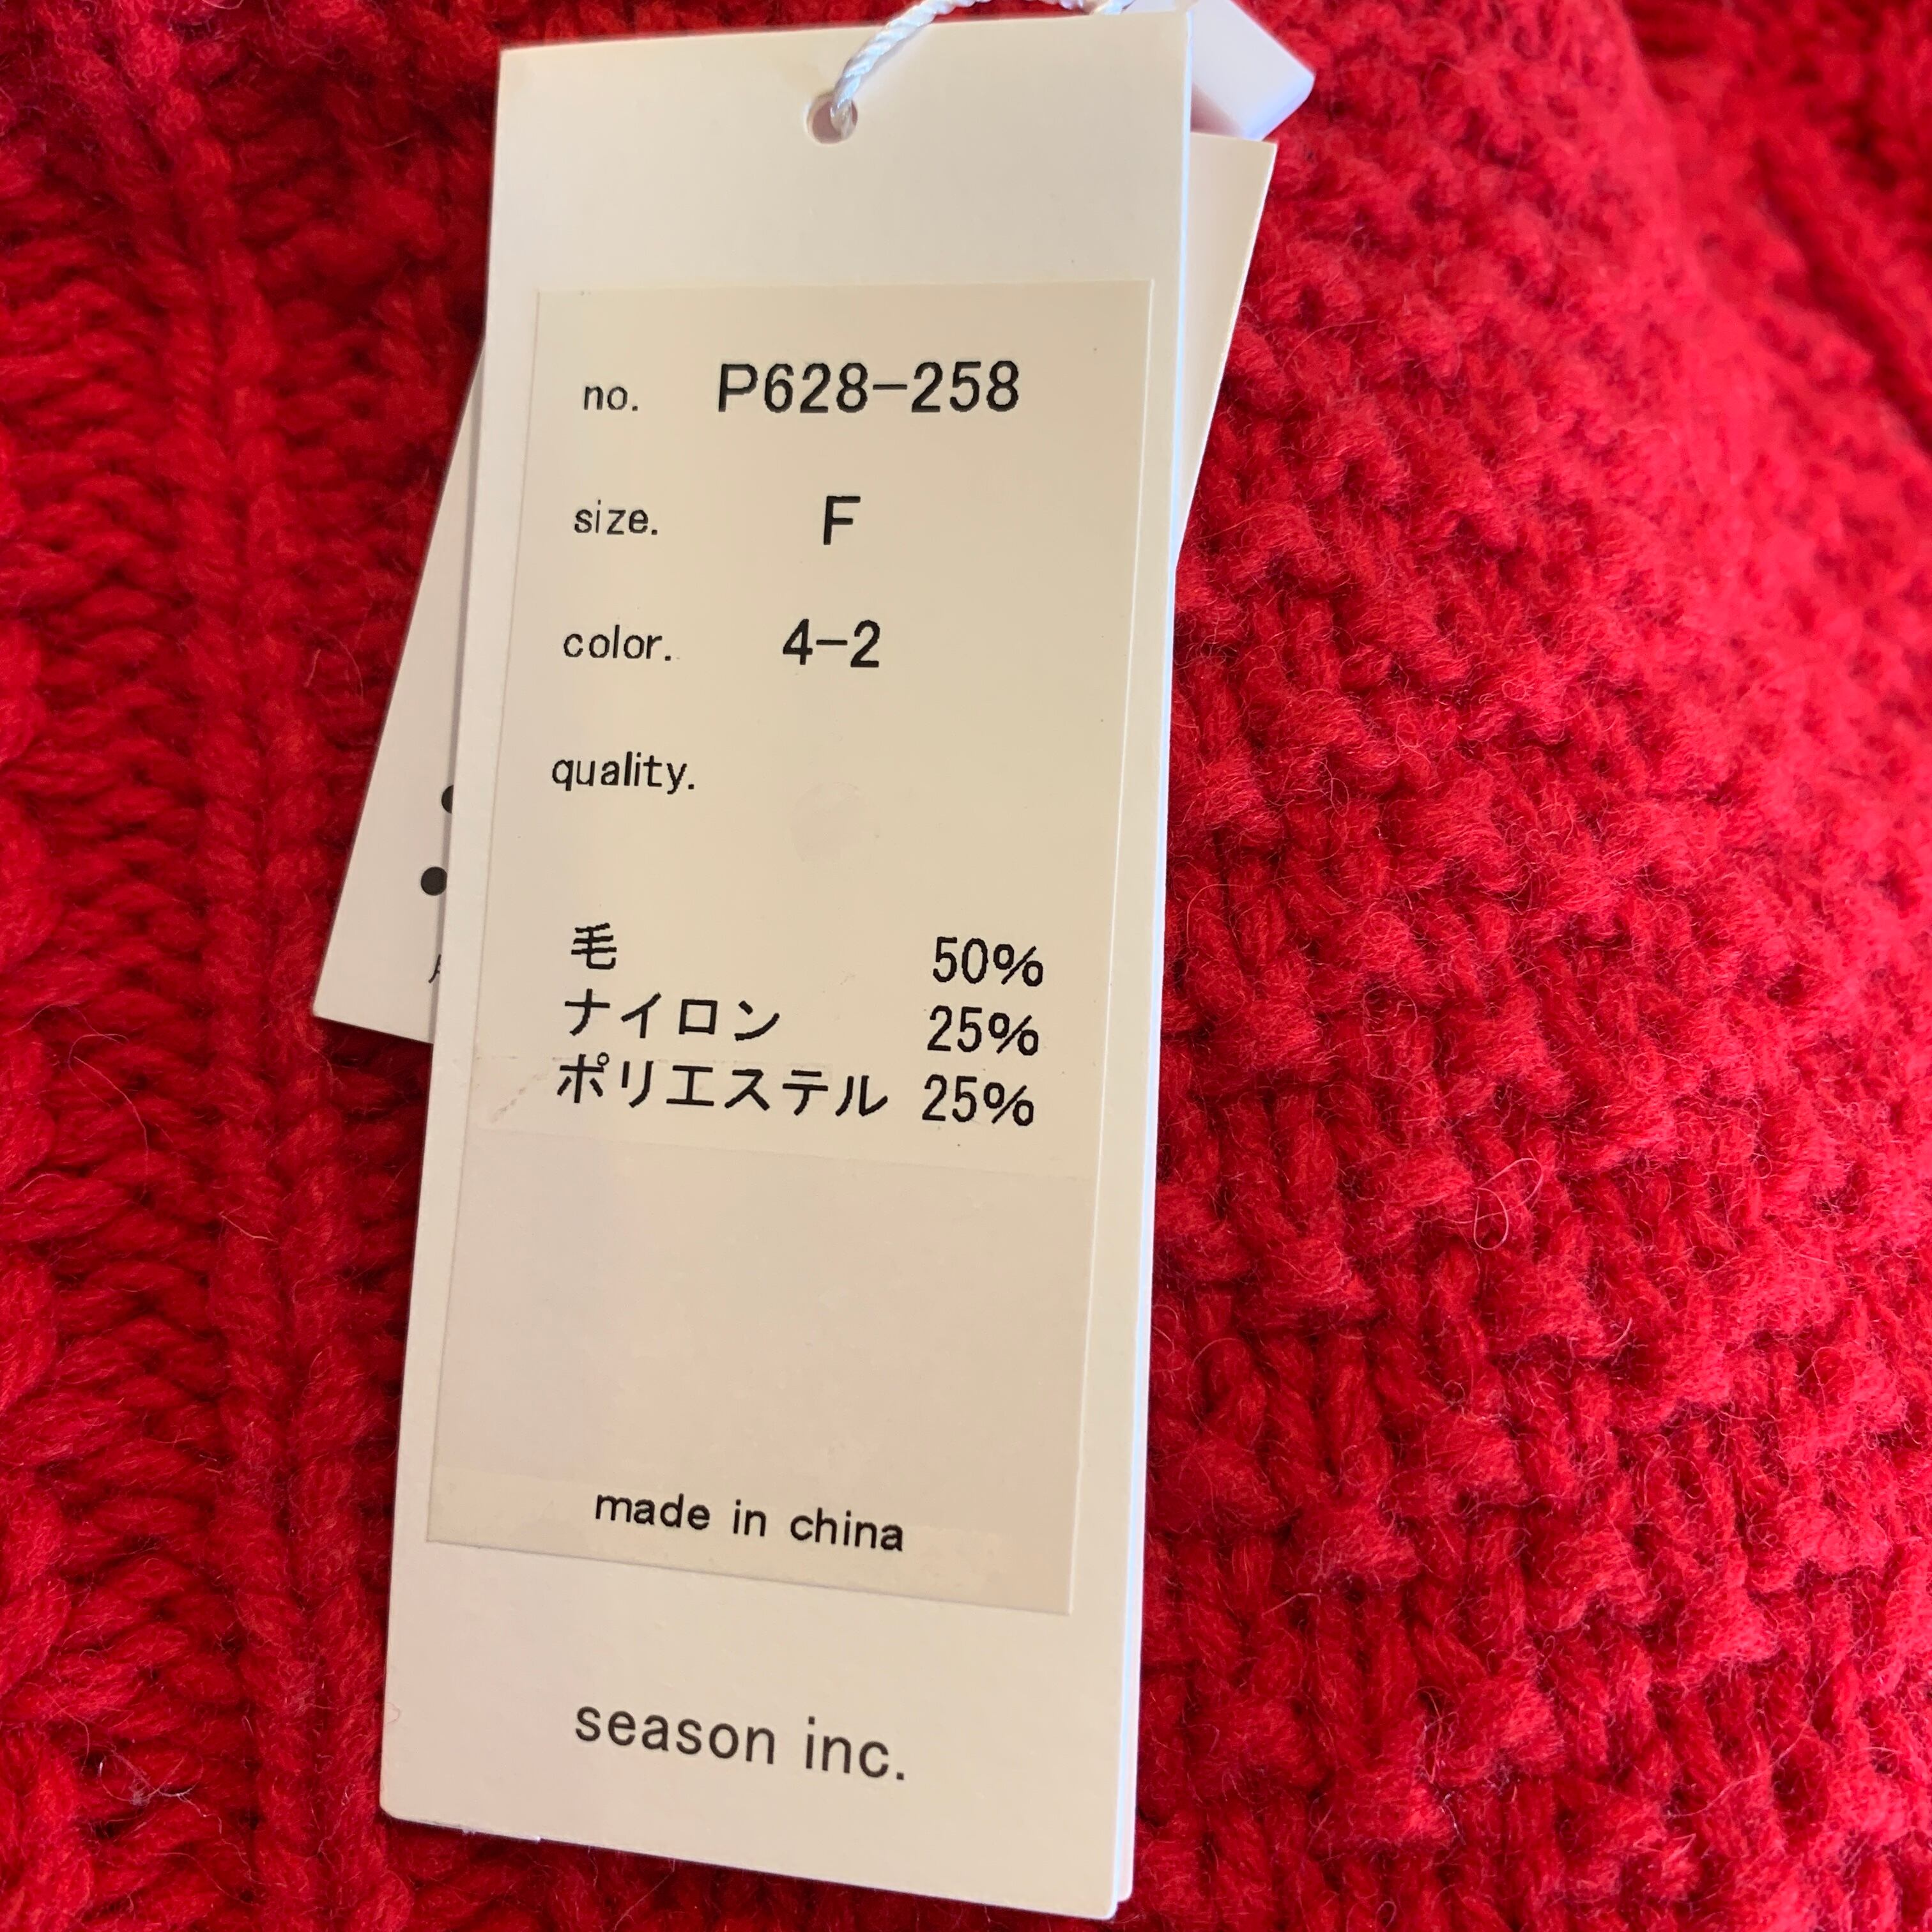 no. P628-258
size. F
color. 4-2
quality.
毛 50%
ナイロン 25%
ポリエステル 25%
made in china
season inc.